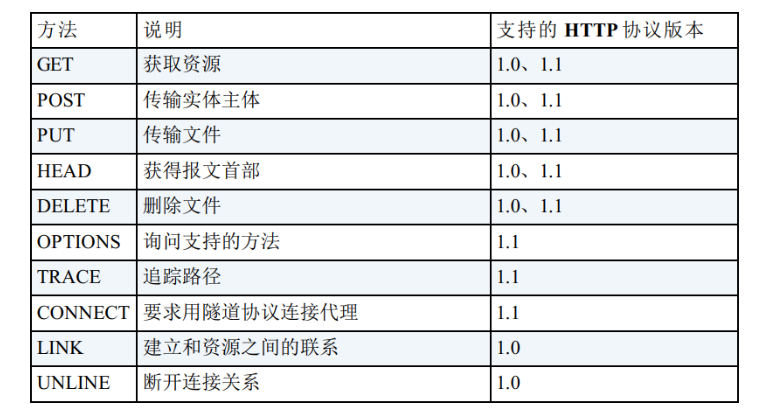 方法 说明 支持的 HTTP 协议版本
GET 获取资源 1.0、1.1
POST 传输实体主体 1.0、1.1
PUT 传输文件 1.0、1.1
HEAD 获得报文首部 1.0、1.1
DELETE 删除文件 1.0、1.1
OPTIONS 询问支持的方法 1.1
TRACE 追踪路径 1.1
CONNECT 要求用隧道协议连接代理 1.1
LINK 建立和资源之间的联系 1.0
UNLINE 断开连接关系 1.0